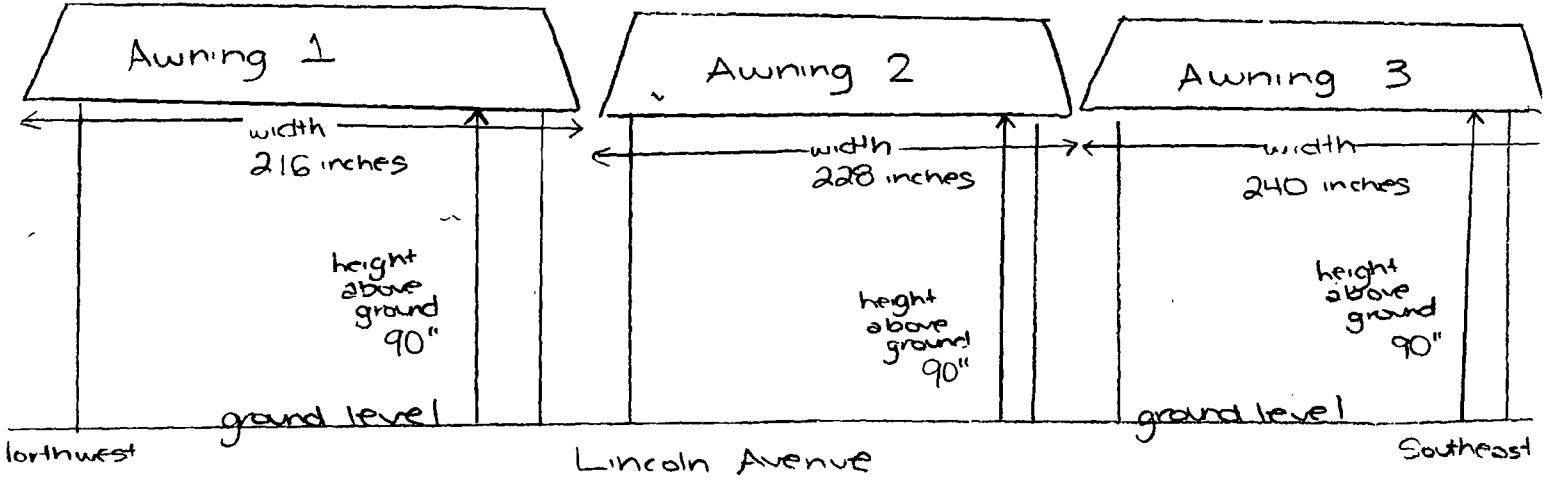 Awning 1
Awning 2
Awning 3
width
216 inches
width
228 inches
width
240 inches
height
above
ground
90"
height
above
ground
90"
height
above
ground
90"
ground level
ground level
lorthwest
Lincoln Avenue
Southeast